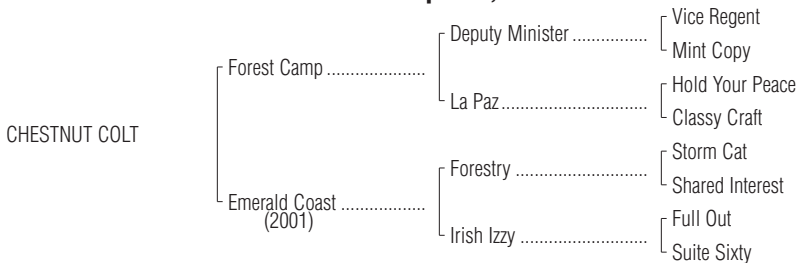 Vice Regent
Deputy Minister ................
Mint Copy
Forest Camp .....................
Hold Your Peace
La Paz...............................
Classy Craft
CHESTNUT COLT
Storm Cat
Forestry ............................
Shared Interest
Emerald Coast ..................
(2001)
Full Out
Irish Izzy ...........................
Suite Sixty